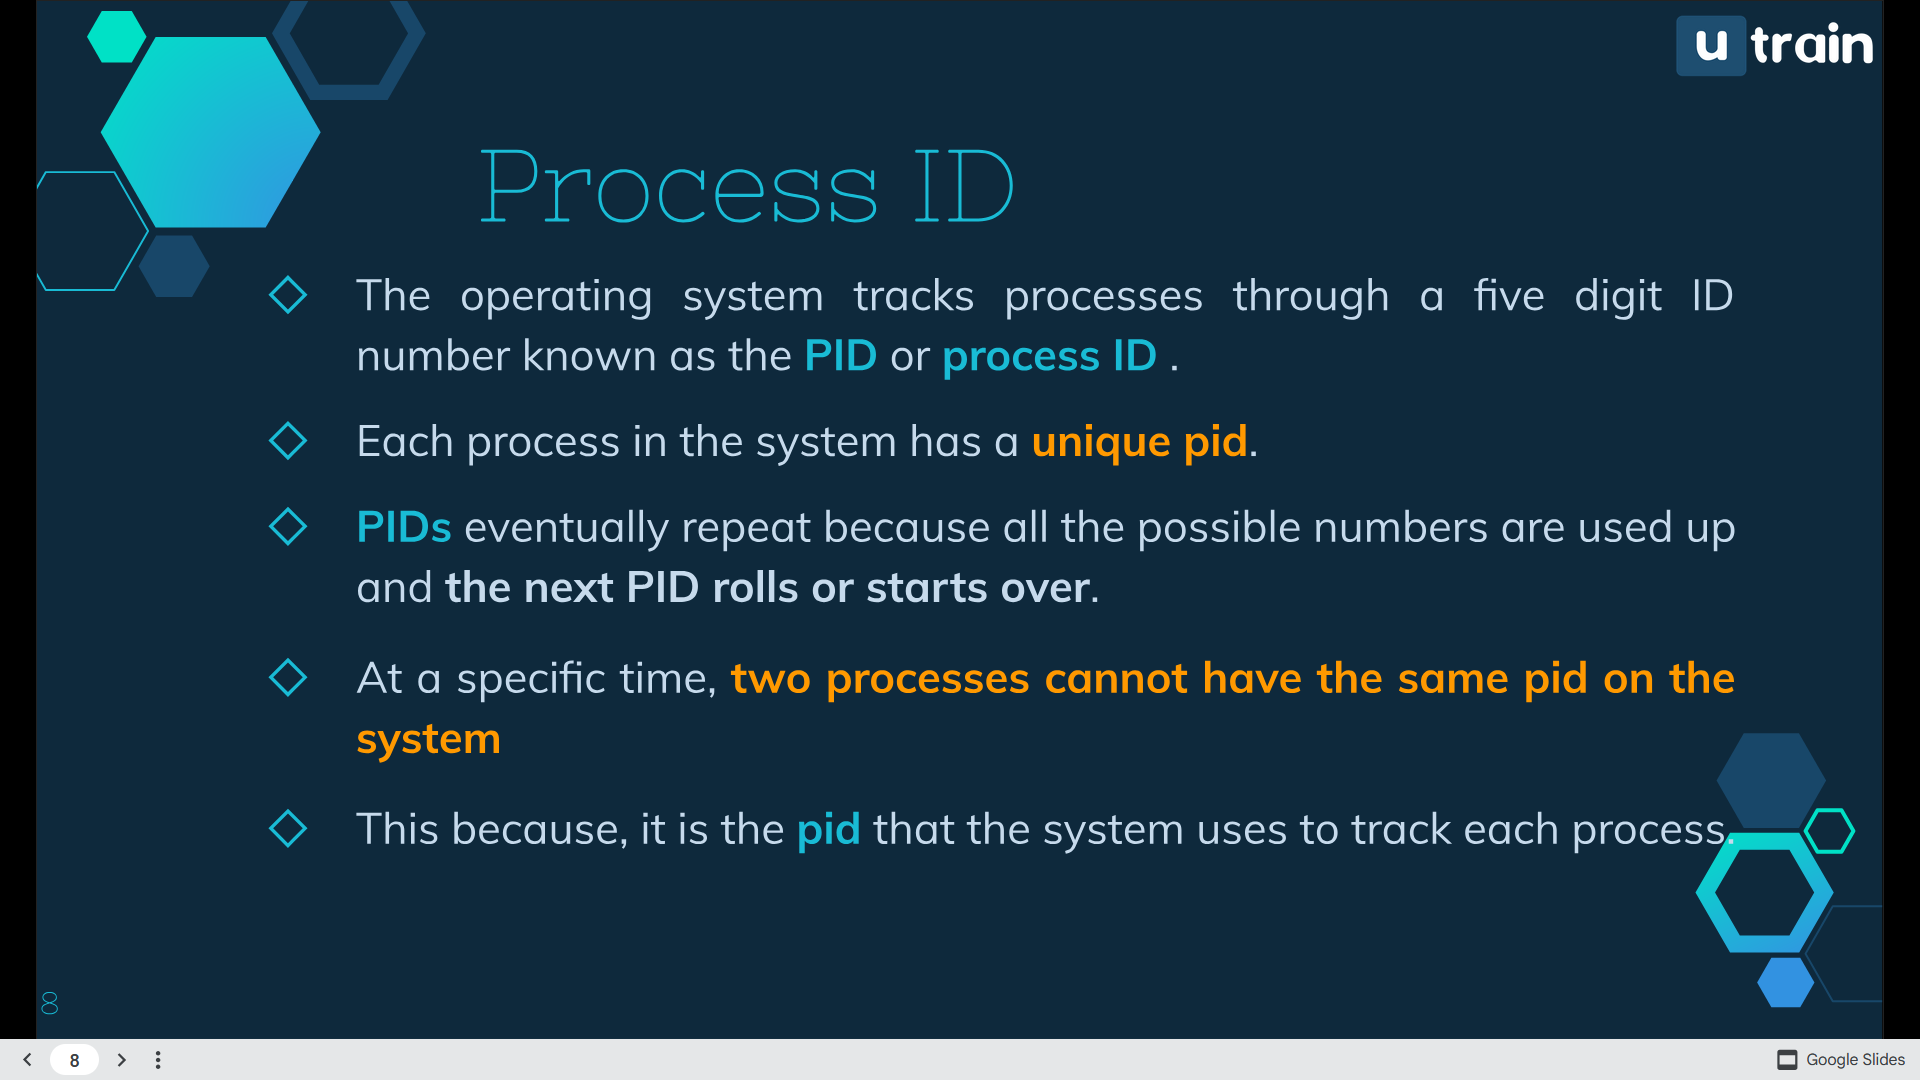 u train
Process ID
The operating system tracks processes through a five digit ID
number known as the PID or process ID .
Each process in the system has a unique pid.
PIDs eventually repeat because all the possible numbers are used up
and the next PID rolls or starts over.
At a specific time, two processes cannot have the same pid on the
system
This because, it is the pid that the system uses to track each process.
8
8
Google Slides